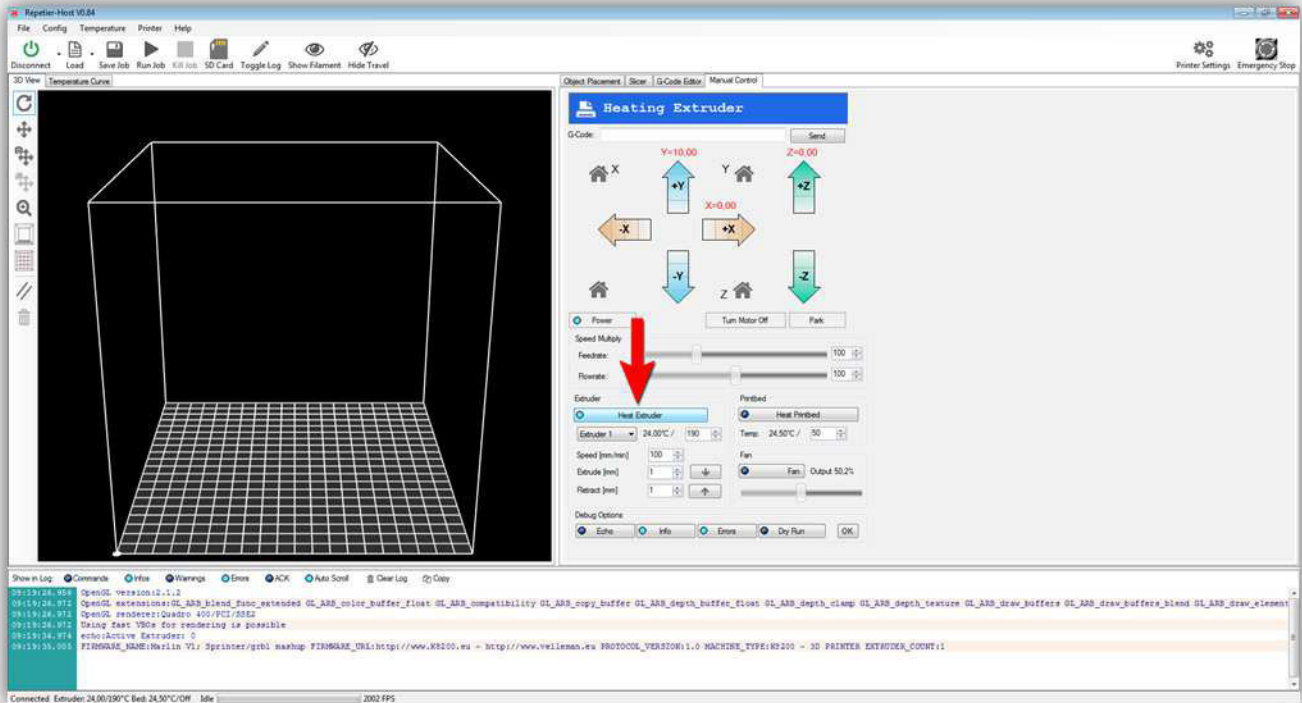 Repetier-Host V0.84
File Config Temperature Printer Help
Disconnect Load Save Job Run Job Kill Job SD Card Toggle Log Show Filament Hide Travel Printer Settings Emergency Stop
3D View Temperature Curve
Object Placement Slicer G-Code Editor Manual Control
Heating Extruder
G-Code: Send
Y=10,00 Z=0,00
X +Y Y +Z
X=0,00
-X +X
-Y Z -Z
Power Turn Motor Off Park
Speed Multiply
Feedrate: 100
Flowrate: 100
Extruder Printbed
Heat Extruder Heat Printbed
Extruder 1 24,00°C / 190 Temp. 24,50°C / 50
Speed [mm/min] 100 Fan
Extrude [mm] 1 Fan Output 50,2%
Retract [mm] 1
Debug Options
Echo Info Errors Dry Run OK
Show in Log: Commands Infos Warnings Errors ACK Auto Scroll Clear Log Copy
OpenGL version:2.1.2
09:19:26.972 OpenGL extensions:GL_ARB_blend_func_extended GL_ARB_color_buffer_float GL_ARB_compatibility GL_ARB_copy_buffer GL_ARB_depth_buffer_float GL_ARB_depth_clamp GL_ARB_depth_texture GL_ARB_draw_buffers GL_ARB_draw_buffers_blend GL_ARB_draw_element
09:19:26.972 OpenGL renderer:Quadro 400/PCI/SSE2
09:19:26.972 Using fast VBOs for rendering is possible
09:19:34.974 echo:Active Extruder: 0
09:19:35.005 FIRMWARE_NAME:Marlin V1; Sprinter/grbl mashup FIRMWARE_URL:http://www.K8200.eu - http://www.velleman.eu PROTOCOL_VERSION:1.0 MACHINE_TYPE:K8200 - 3D PRINTER EXTRUDER_COUNT:1
Connected Extruder: 24,00/190°C Bed: 24,50°C/Off Idle 2002 FPS